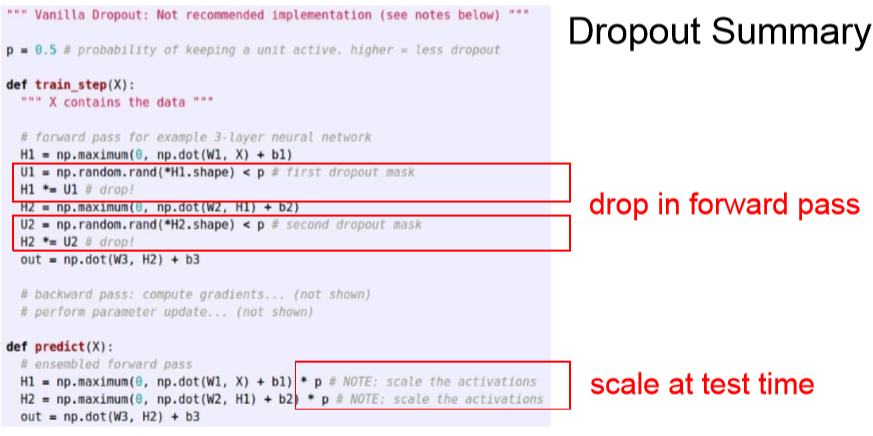 """ Vanilla Dropout: Not recommended implementation (see notes below) """
Dropout Summary
p = 0.5 # probability of keeping a unit active. higher = less dropout
def train_step(X):
""" X contains the data """
# forward pass for example 3-layer neural network
H1 = np.maximum(0, np.dot(W1, X) + b1)
U1 = np.random.rand(*H1.shape) < p # first dropout mask
H1 *= U1 # drop!
H2 = np.maximum(0, np.dot(W2, H1) + b2)
U2 = np.random.rand(*H2.shape) < p # second dropout mask
H2 *= U2 # drop!
out = np.dot(W3, H2) + b3
drop in forward pass
# backward pass: compute gradients... (not shown)
# perform parameter update... (not shown)
def predict(X):
# ensembled forward pass
H1 = np.maximum(0, np.dot(W1, X) + b1) * p # NOTE: scale the activations
H2 = np.maximum(0, np.dot(W2, H1) + b2) * p # NOTE: scale the activations
out = np.dot(W3, H2) + b3
scale at test time